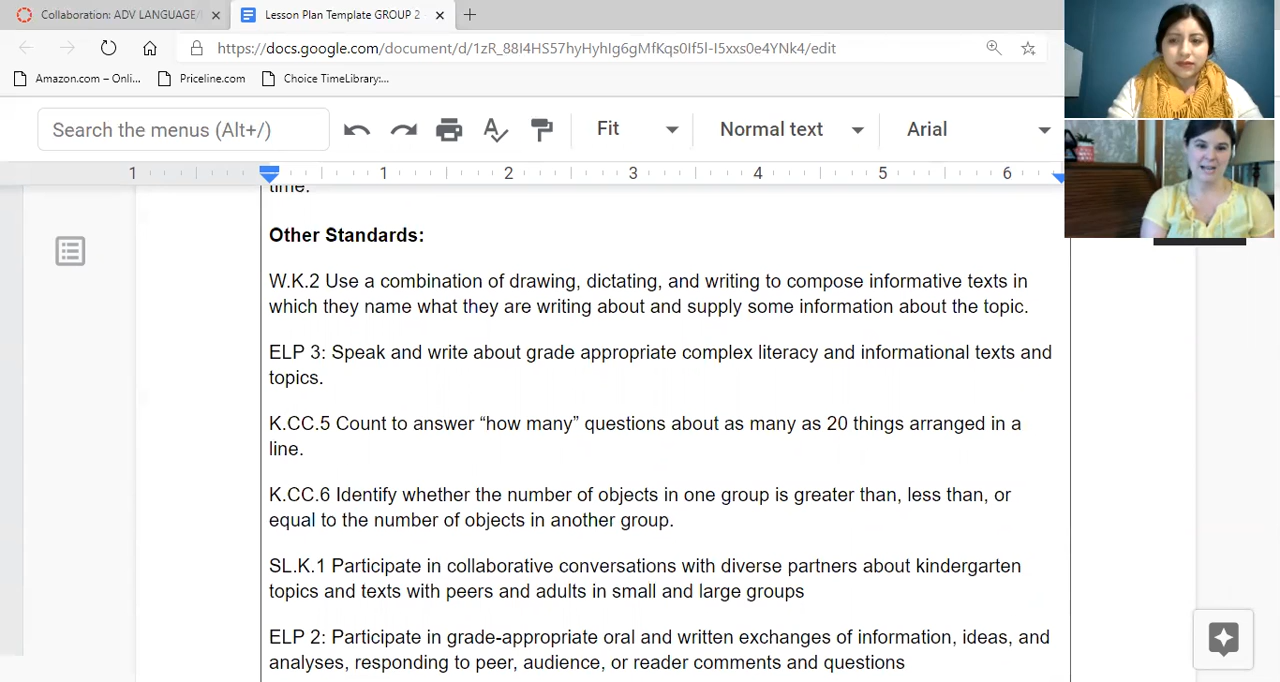 Collaboration: ADV LANGUAGE/
Lesson Plan Template GROUP 2
https://docs.google.com/document/d/1zR_88I4HS57hyHyhIg6gMfKqs0If5l-I5xxs0e4YNk4/edit
Amazon.com – Onli...
Priceline.com
Choice TimeLibrary:...
Search the menus (Alt+/)
Fit
Normal text
Arial
1 1 2 3 4 5 6
time.
Other Standards:
W.K.2 Use a combination of drawing, dictating, and writing to compose informative texts in
which they name what they are writing about and supply some information about the topic.
ELP 3: Speak and write about grade appropriate complex literacy and informational texts and
topics.
K.CC.5 Count to answer “how many” questions about as many as 20 things arranged in a
line.
K.CC.6 Identify whether the number of objects in one group is greater than, less than, or
equal to the number of objects in another group.
SL.K.1 Participate in collaborative conversations with diverse partners about kindergarten
topics and texts with peers and adults in small and large groups
ELP 2: Participate in grade-appropriate oral and written exchanges of information, ideas, and
analyses, responding to peer, audience, or reader comments and questions